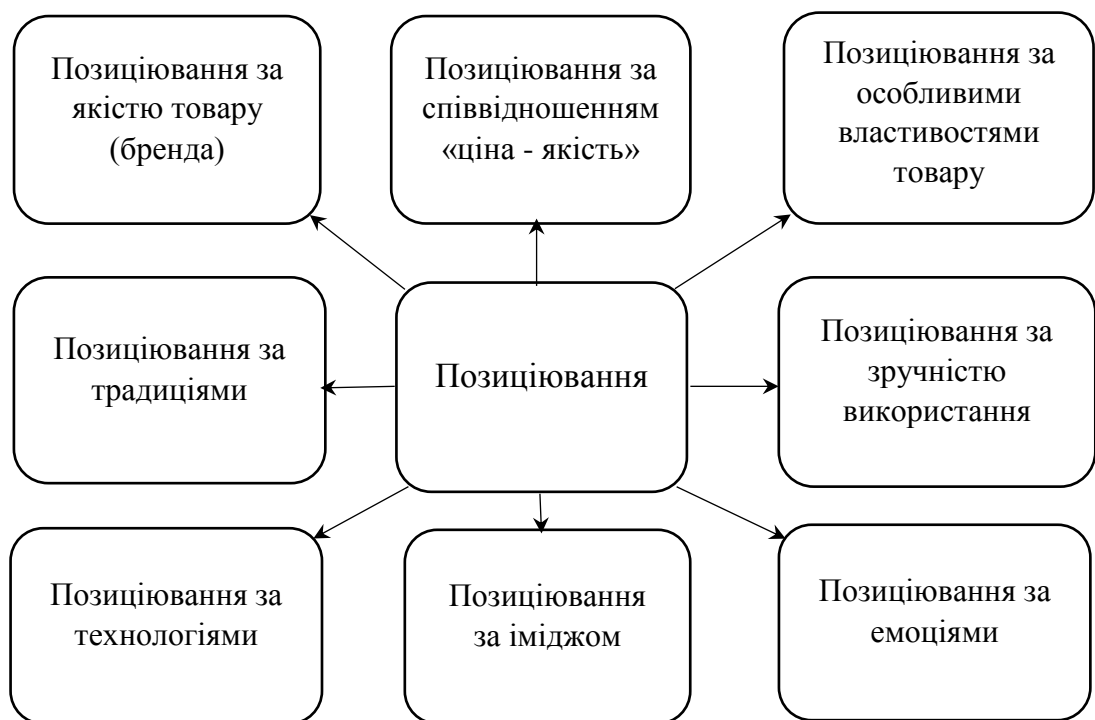 Позиціювання за
якістю товару
(бренда)
Позиціювання за
співвідношенням
«ціна - якість»
Позиціювання за
особливими
властивостями
товару
Позиціювання за
традиціями
Позиціювання
Позиціювання за
зручністю
використання
Позиціювання за
технологіями
Позиціювання
за іміджом
Позиціювання за
емоціями